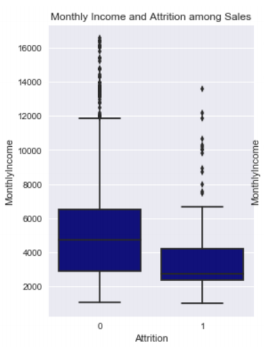 Monthly Income and Attrition among Sales
16000
14000
12000
10000
8000
6000
4000
2000
MonthlyIncome
MonthlyIncome
0 1
Attrition